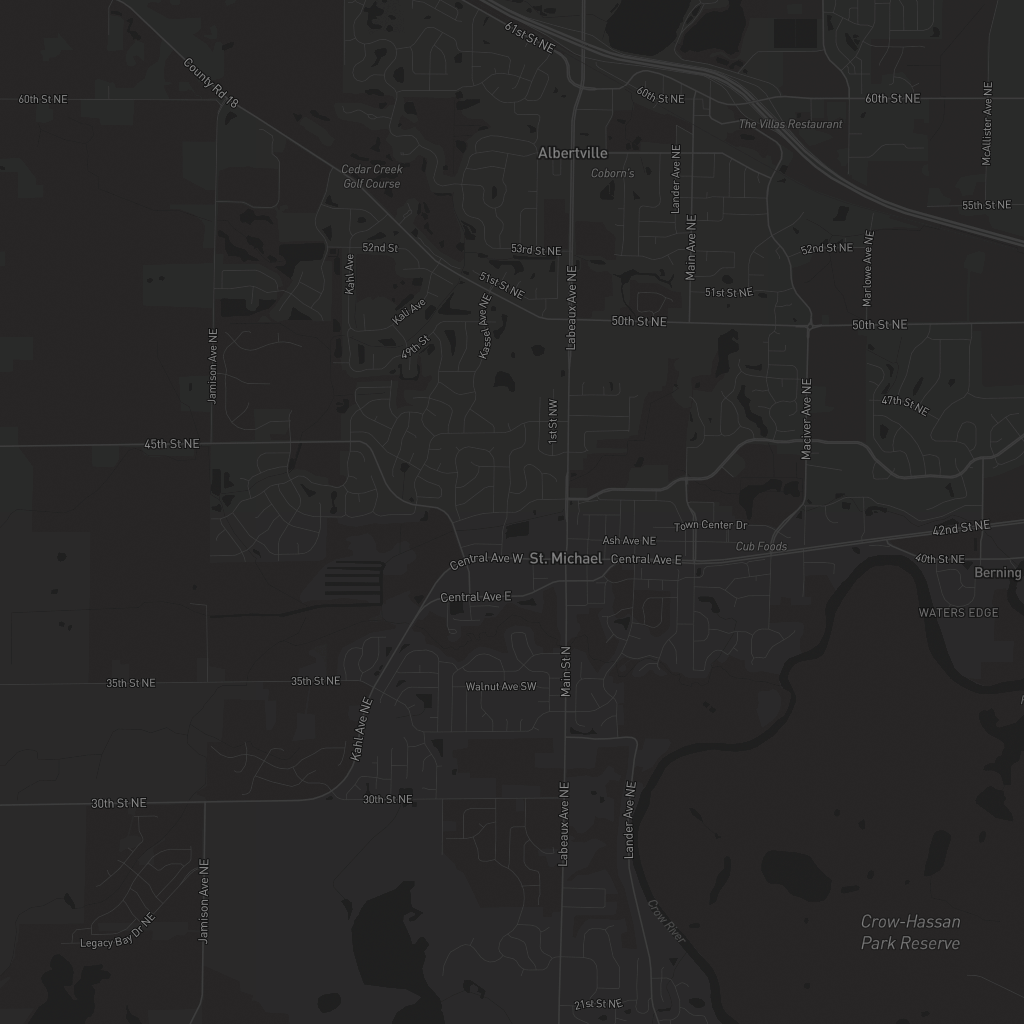 61st St NE
County Rd 18
60th St NE
60th St NE
60th St NE
McAllister Ave NE
The Villas Restaurant
Albertville
Lander Ave NE
Coborn's
Cedar Creek
Golf Course
55th St NE
52nd St
53rd St NE
Main Ave NE
52nd St NE
Marlowe Ave NE
Kahl Ave
51st St NE
51st St NE
Kali Ave
Labeaux Ave NE
Kassel Ave NE
50th St NE
50th St NE
49th St
Jamison Ave NE
47th St NE
1st St NW
Maciver Ave NE
45th St NE
Town Center Dr
42nd St NE
Ash Ave NE
Cub Foods
Central Ave W
St. Michael
Central Ave E
40th St NE
Berning
Central Ave E
WATERS EDGE
Main St N
35th St NE
35th St NE
Walnut Ave SW
Kahl Ave NE
30th St NE
30th St NE
Labeaux Ave NE
Lander Ave NE
Jamison Ave NE
Legacy Bay Dr NE
Crow River
Crow-Hassan
Park Reserve
21st St NE